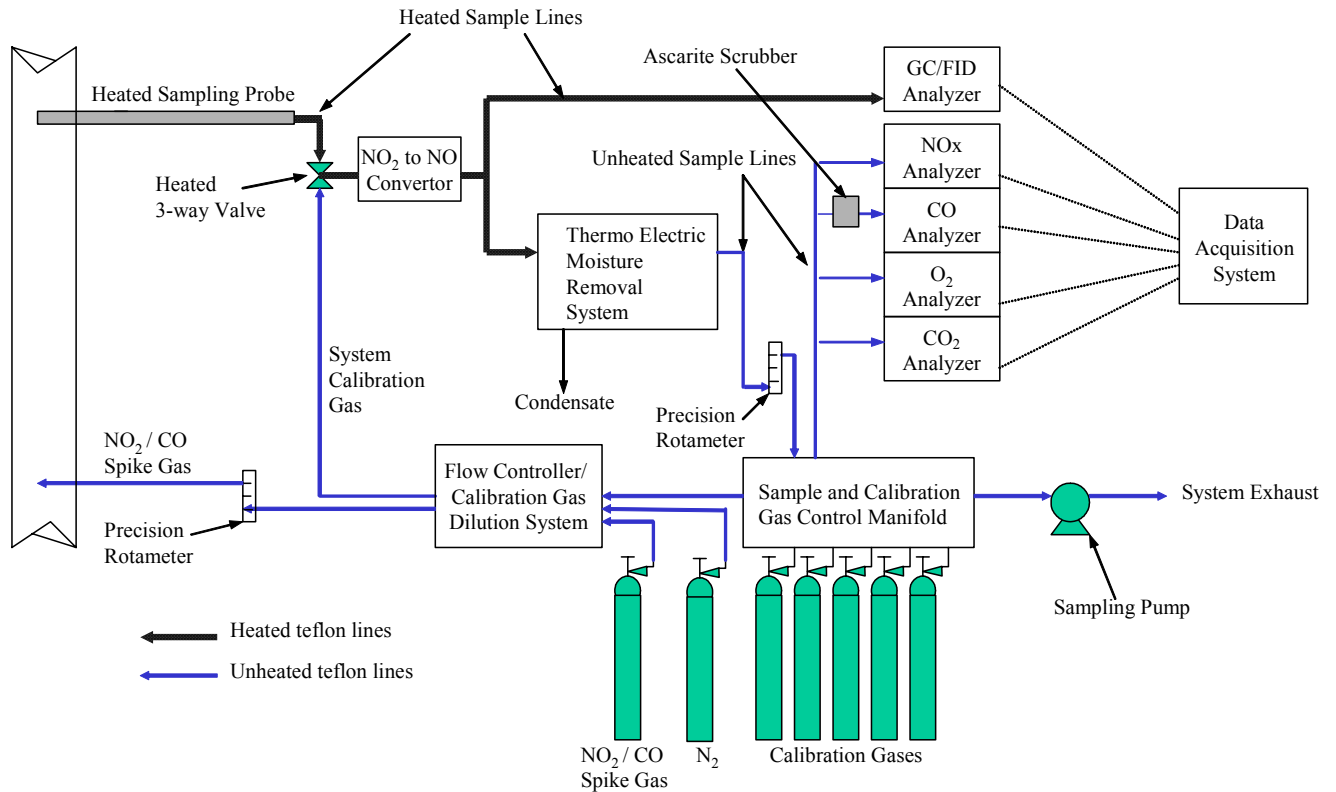 Heated Sample Lines
Ascarite Scrubber
GC/FID
Analyzer
Heated Sampling Probe
NO2 to NO
Convertor
Unheated Sample Lines
NOx
Analyzer
Heated
3-way Valve
CO
Analyzer
Data
Acquisition
System
Thermo Electric
Moisture
Removal
System
O2
Analyzer
CO2
Analyzer
System
Calibration
Gas
Condensate
Precision
Rotameter
NO2 / CO
Spike Gas
Flow Controller/
Calibration Gas
Dilution System
Sample and Calibration
Gas Control Manifold
System Exhaust
Precision
Rotameter
Sampling Pump
Heated teflon lines
Unheated teflon lines
NO2 / CO
Spike Gas
N2
Calibration Gases